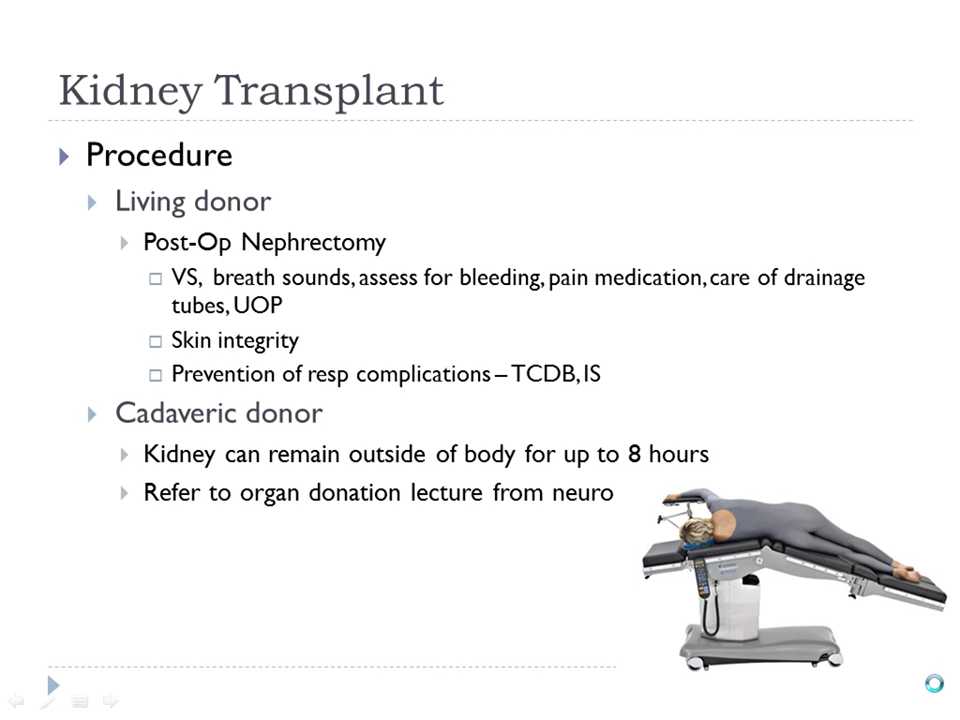 Kidney Transplant
Procedure
Living donor
Post-Op Nephrectomy
VS, breath sounds, assess for bleeding, pain medication, care of drainage
tubes, UOP
Skin integrity
Prevention of resp complications – TCDB, IS
Cadaveric donor
Kidney can remain outside of body for up to 8 hours
Refer to organ donation lecture from neuro